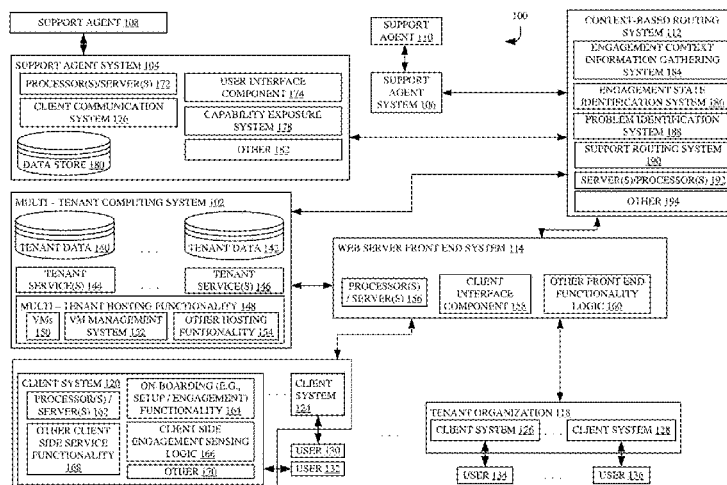 SUPPORT AGENT 108
SUPPORT AGENT SYSTEM 104
PROCESSOR(S)/SERVER(S) 172
USER INTERFACE
COMPONENT 174
CLIENT COMMUNICATION
SYSTEM 176
CAPABILITY EXPOSURE
SYSTEM 178
DATA STORE 180
OTHER 182
SUPPORT
AGENT 110
SUPPORT
AGENT
SYSTEM 106
100
CONTEXT-BASED ROUTING
SYSTEM 112
ENGAGEMENT CONTEXT
INFORMATION GATHERING
SYSTEM 184
ENGAGEMENT STATE
IDENTIFICATION SYSTEM 186
PROBLEM IDENTIFICATION
SYSTEM 188
SUPPORT ROUTING SYSTEM
190
SERVER(S)/PROCESSOR(S) 192
OTHER 194
MULTI – TENANT COMPUTING SYSTEM 102
TENANT DATA 140
. . .
TENANT DATA 142
TENANT
SERVICE(S) 144
. . .
TENANT
SERVICE(S) 146
MULTI – TENANT HOSTING FUNCTIONALITY 148
VMs
150
VM MANAGEMENT
SYSTEM 152
OTHER HOSTING
FUNTIONALITY 154
WEB SERVER FRONT END SYSTEM 114
PROCESSOR(S)
/ SERVER(S) 156
CLIENT
INTERFACE
COMPONENT 158
OTHER FRONT END
FUNCTIONALITY
LOGIC 160
CLIENT SYSTEM 120
PROCESSOR(S) /
SERVER(S) 162
ON-BOARDING (E.G.,
SETUP / ENGAGEMENT)
FUNCTIONALITY 164
OTHER CLIENT
SIDE SERVICE
FUNCTIONALITY
168
CLIENT SIDE
ENGAGEMENT SENSING
LOGIC 166
OTHER 170
. . .
CLIENT
SYSTEM
124
USER 130
USER 132
. . .
TENANT ORGANIZATION 118
CLIENT SYSTEM 126
. . .
CLIENT SYSTEM 128
USER 134
. . .
USER 136